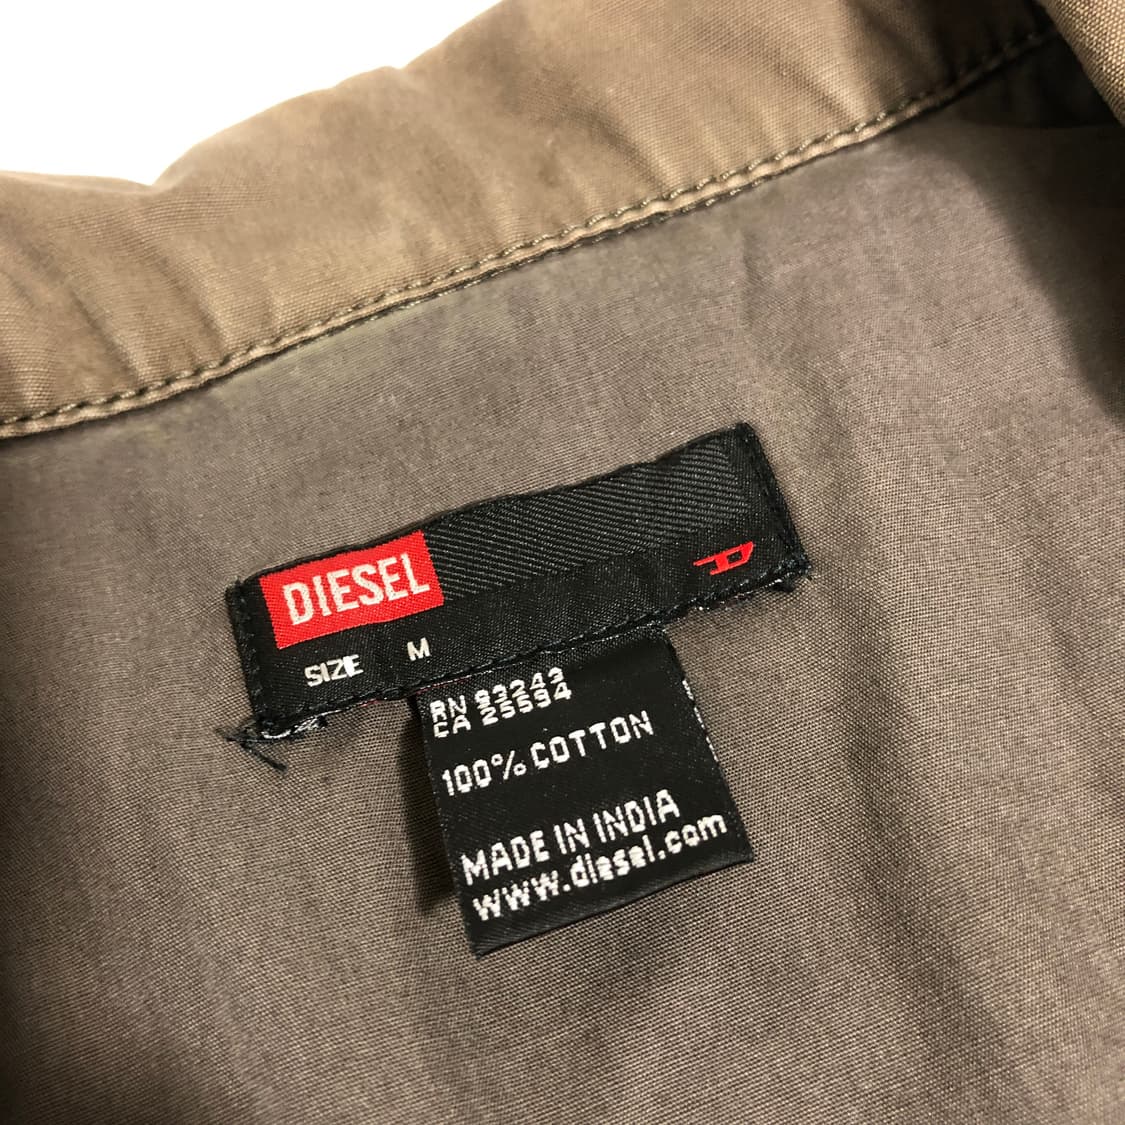 DIESEL
SIZE M
RN 93243
CA 25594
100% COTTON
MADE IN INDIA
www.diesel.com